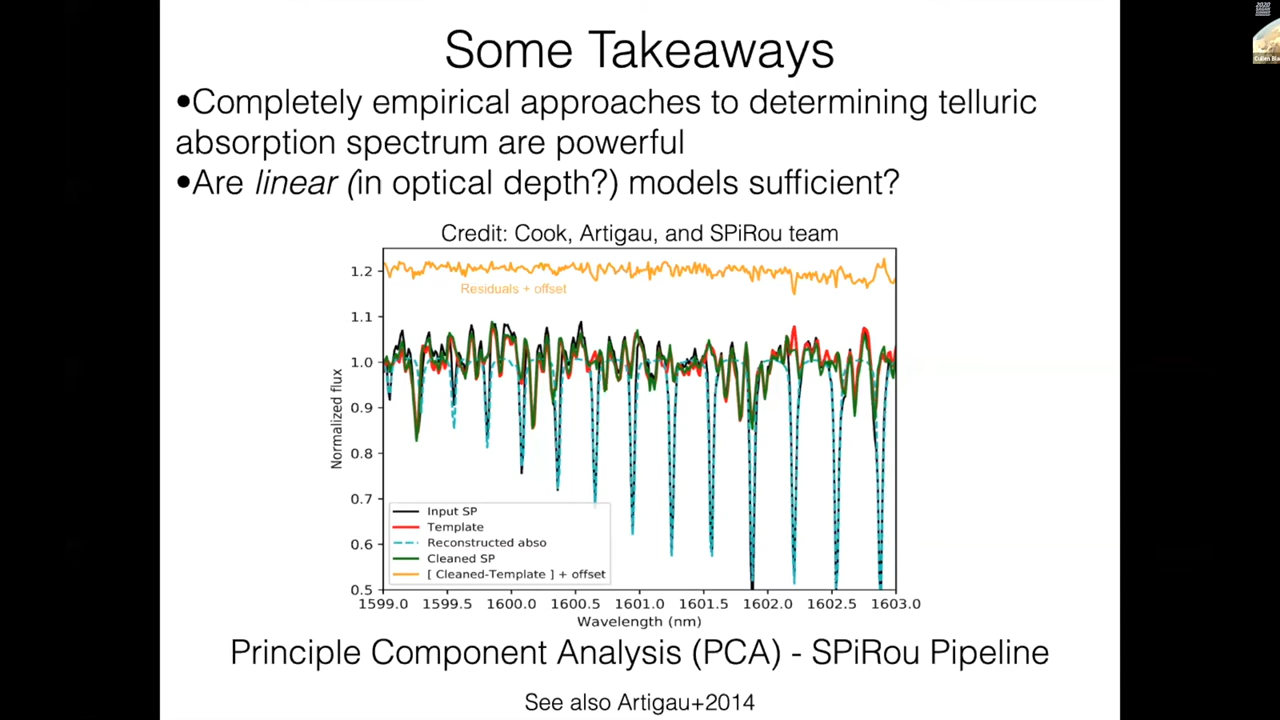 Some Takeaways
•Completely empirical approaches to determining telluric
absorption spectrum are powerful
•Are linear (in optical depth?) models sufficient?
Credit: Cook, Artigau, and SPiRou team
1.2
1.1
1.0
0.9
0.8
0.7
0.6
0.5
Normalized flux
Residuals + offset
Input SP
Template
Reconstructed abso
Cleaned SP
[ Cleaned-Template ] + offset
1599.0 1599.5 1600.0 1600.5 1601.0 1601.5 1602.0 1602.5 1603.0
Wavelength (nm)
Principle Component Analysis (PCA) - SPiRou Pipeline
See also Artigau+2014